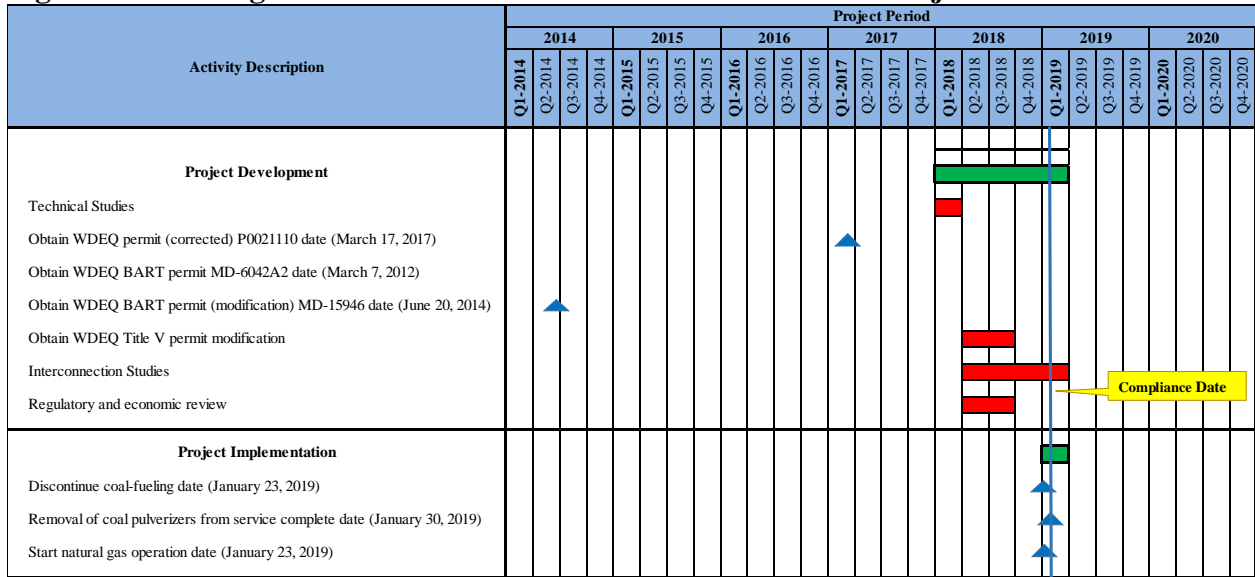 Project Period
Activity Description
2014 2015 2016 2017 2018 2019 2020
Q1-2014 Q2-2014 Q3-2014 Q4-2014 Q1-2015 Q2-2015 Q3-2015 Q4-2015 Q1-2016 Q2-2016 Q3-2016 Q4-2016 Q1-2017 Q2-2017 Q3-2017 Q4-2017 Q1-2018 Q2-2018 Q3-2018 Q4-2018 Q1-2019 Q2-2019 Q3-2019 Q4-2019 Q1-2020 Q2-2020 Q3-2020 Q4-2020
Project Development
Technical Studies
Obtain WDEQ permit (corrected) P0021110 date (March 17, 2017)
Obtain WDEQ BART permit MD-6042A2 date (March 7, 2012)
Obtain WDEQ BART permit (modification) MD-15946 date (June 20, 2014)
Obtain WDEQ Title V permit modification
Interconnection Studies
Compliance Date
Regulatory and economic review
Project Implementation
Discontinue coal-fueling date (January 23, 2019)
Removal of coal pulverizers from service complete date (January 30, 2019)
Start natural gas operation date (January 23, 2019)